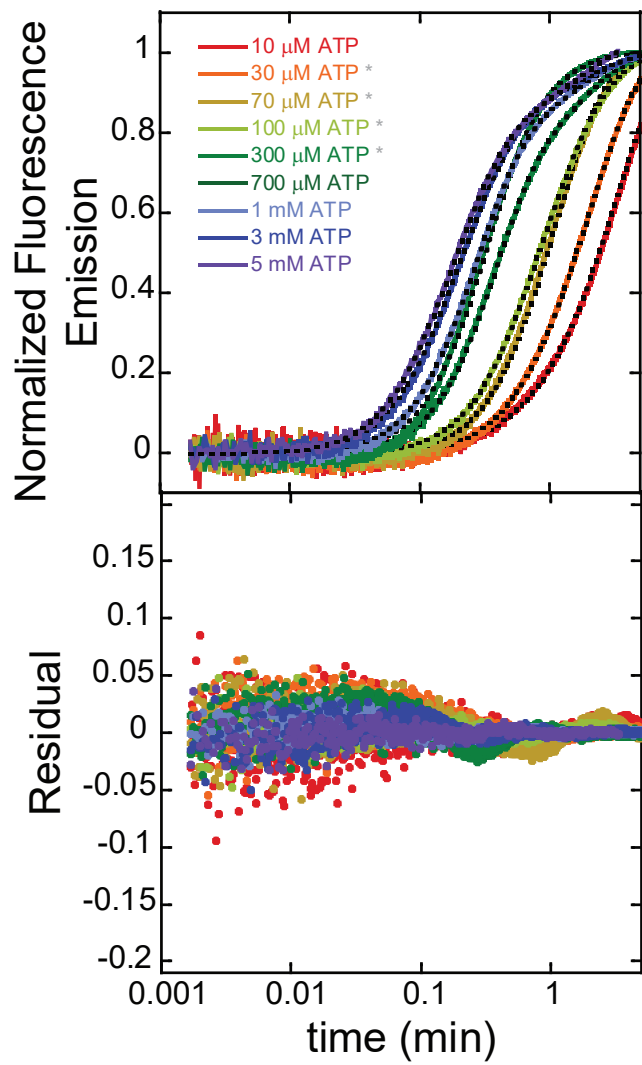 10 μM ATP
30 μM ATP *
70 μM ATP *
100 μM ATP *
300 μM ATP *
700 μM ATP
1 mM ATP
3 mM ATP
5 mM ATP
Normalized Fluorescence
Emission
1
0.8
0.6
0.4
0.2
0
Residual
0.15
0.1
0.05
0
-0.05
-0.1
-0.15
-0.2
0.001
0.01
0.1
1
time (min)